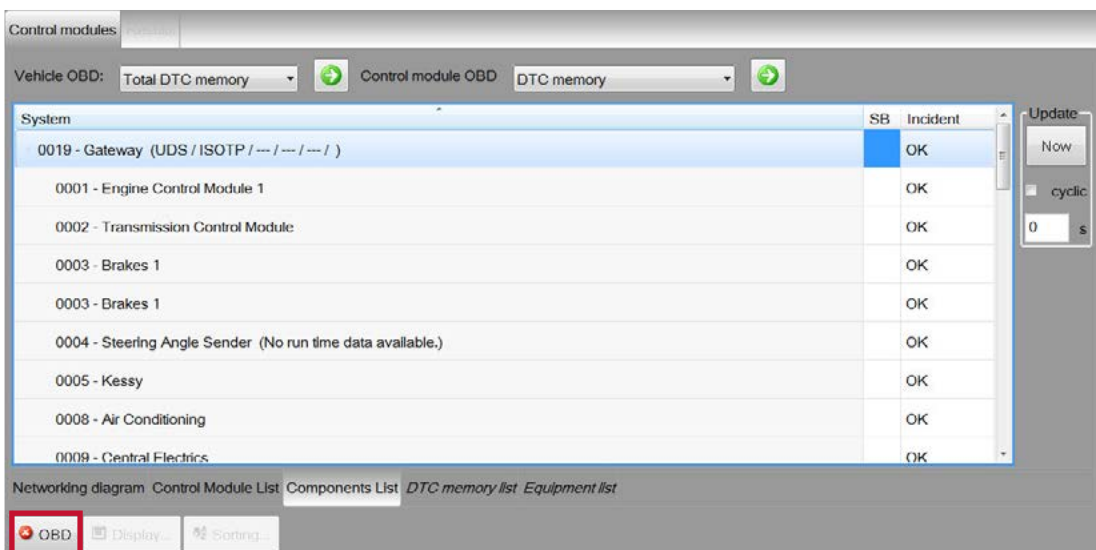 Control modules
Vehicle OBD: Total DTC memory Control module OBD DTC memory
System SB Incident
0019 - Gateway (UDS / ISOTP / --- / --- / --- / ) OK
0001 - Engine Control Module 1 OK
0002 - Transmission Control Module OK
0003 - Brakes 1 OK
0003 - Brakes 1 OK
0004 - Steering Angle Sender (No run time data available.) OK
0005 - Kessy OK
0008 - Air Conditioning OK
0009 - Central Electrics OK
Update
Now
cyclic
0 s
Networking diagram Control Module List Components List DTC memory list Equipment list
OBD Display... Sorting...